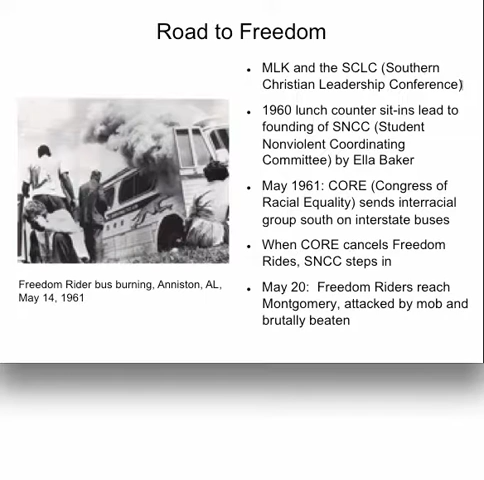 Road to Freedom
• MLK and the SCLC (Southern
Christian Leadership Conference)
• 1960 lunch counter sit-ins lead to
founding of SNCC (Student
Nonviolent Coordinating
Committee) by Ella Baker
• May 1961: CORE (Congress of
Racial Equality) sends interracial
group south on interstate buses
• When CORE cancels Freedom
Rides, SNCC steps in
• May 20:  Freedom Riders reach
Montgomery, attacked by mob and
brutally beaten
Freedom Rider bus burning, Anniston, AL,
May 14, 1961